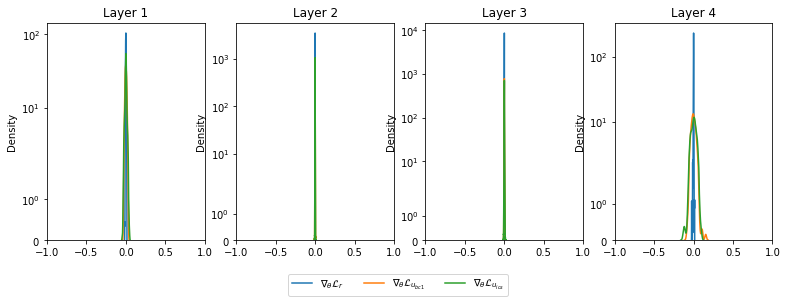 Layer 1 Layer 2 Layer 3 Layer 4
Density 10² 10¹ 10⁰ 0
Density 10³ 10² 10¹ 10⁰ 0
Density 10⁴ 10³ 10² 10¹ 10⁰ 0
Density 10² 10¹ 10⁰ 0
−1.0 −0.5 0.0 0.5 1.0 −1.0 −0.5 0.0 0.5 1.0 −1.0 −0.5 0.0 0.5 1.0 −1.0 −0.5 0.0 0.5 1.0
∇θℒr ∇θℒu_bc1 ∇θℒu_ics